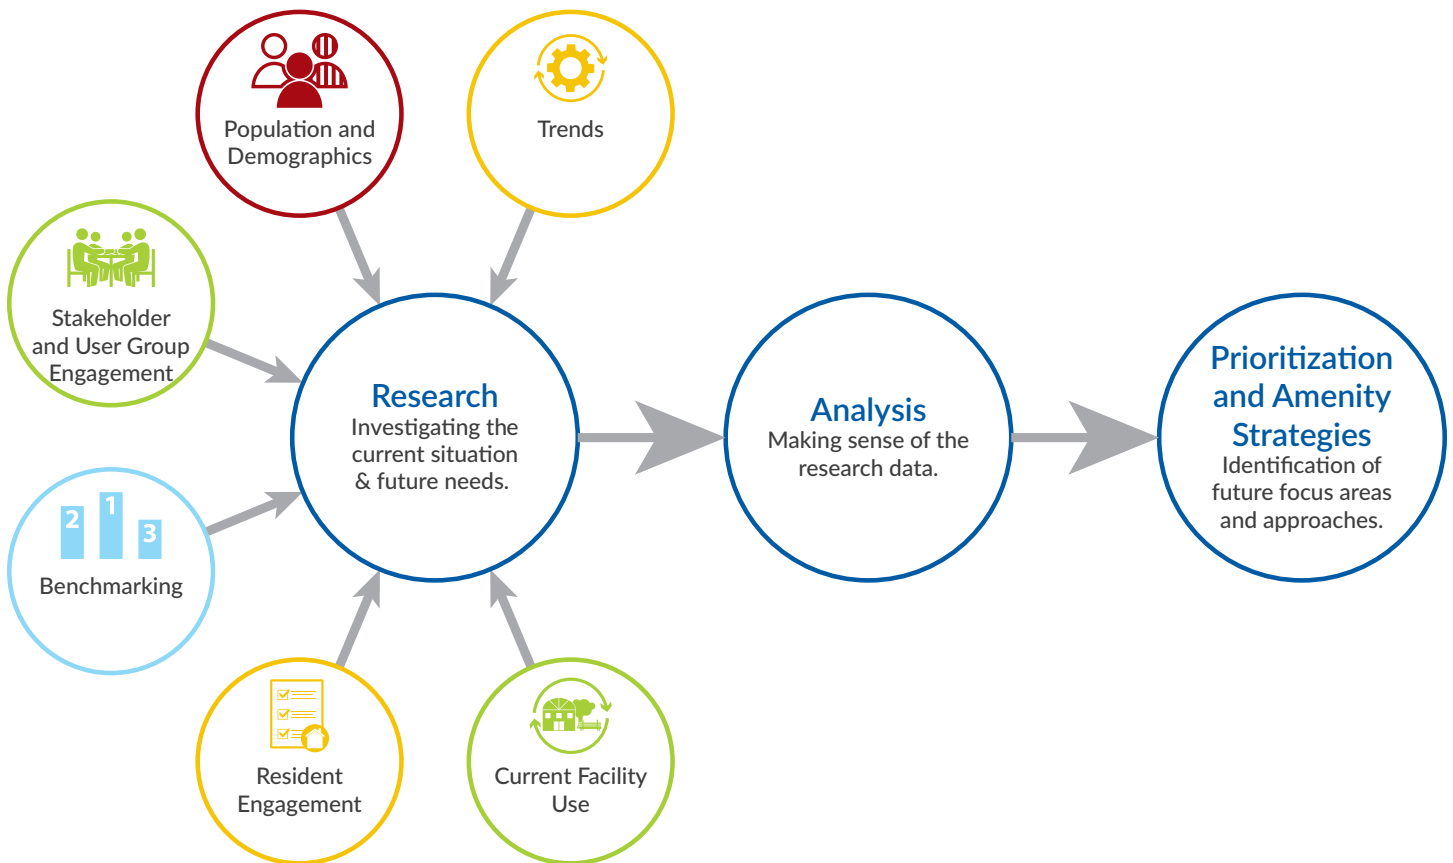 Population and
Demographics
Trends
Stakeholder
and User Group
Engagement
Research
Investigating the
current situation
& future needs.
Analysis
Making sense of the
research data.
Prioritization
and Amenity
Strategies
Identification of
future focus areas
and approaches.
2
1
3
Benchmarking
Resident
Engagement
Current Facility
Use